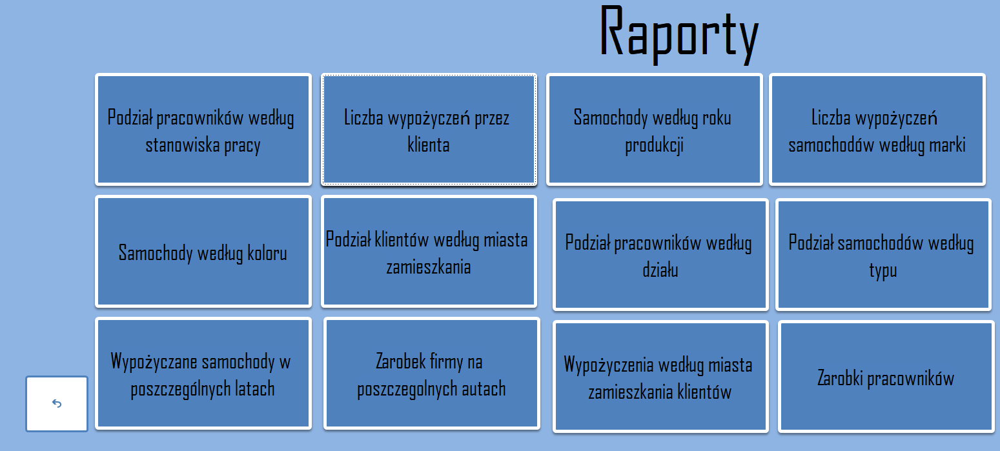 Raporty
Podział pracowników według
stanowiska pracy
Liczba wypożyczeń przez
klienta
Samochody według roku
produkcji
Liczba wypożyczeń
samochodów według marki
Samochody według koloru
Podział klientów według miasta
zamieszkania
Podział pracowników według
działu
Podział samochodów według
typu
Wypożyczane samochody w
poszczególnych latach
Zarobek firmy na
poszczegolnych autach
Wypożyczenia według miasta
zamieszkania klientów
Zarobki pracowników